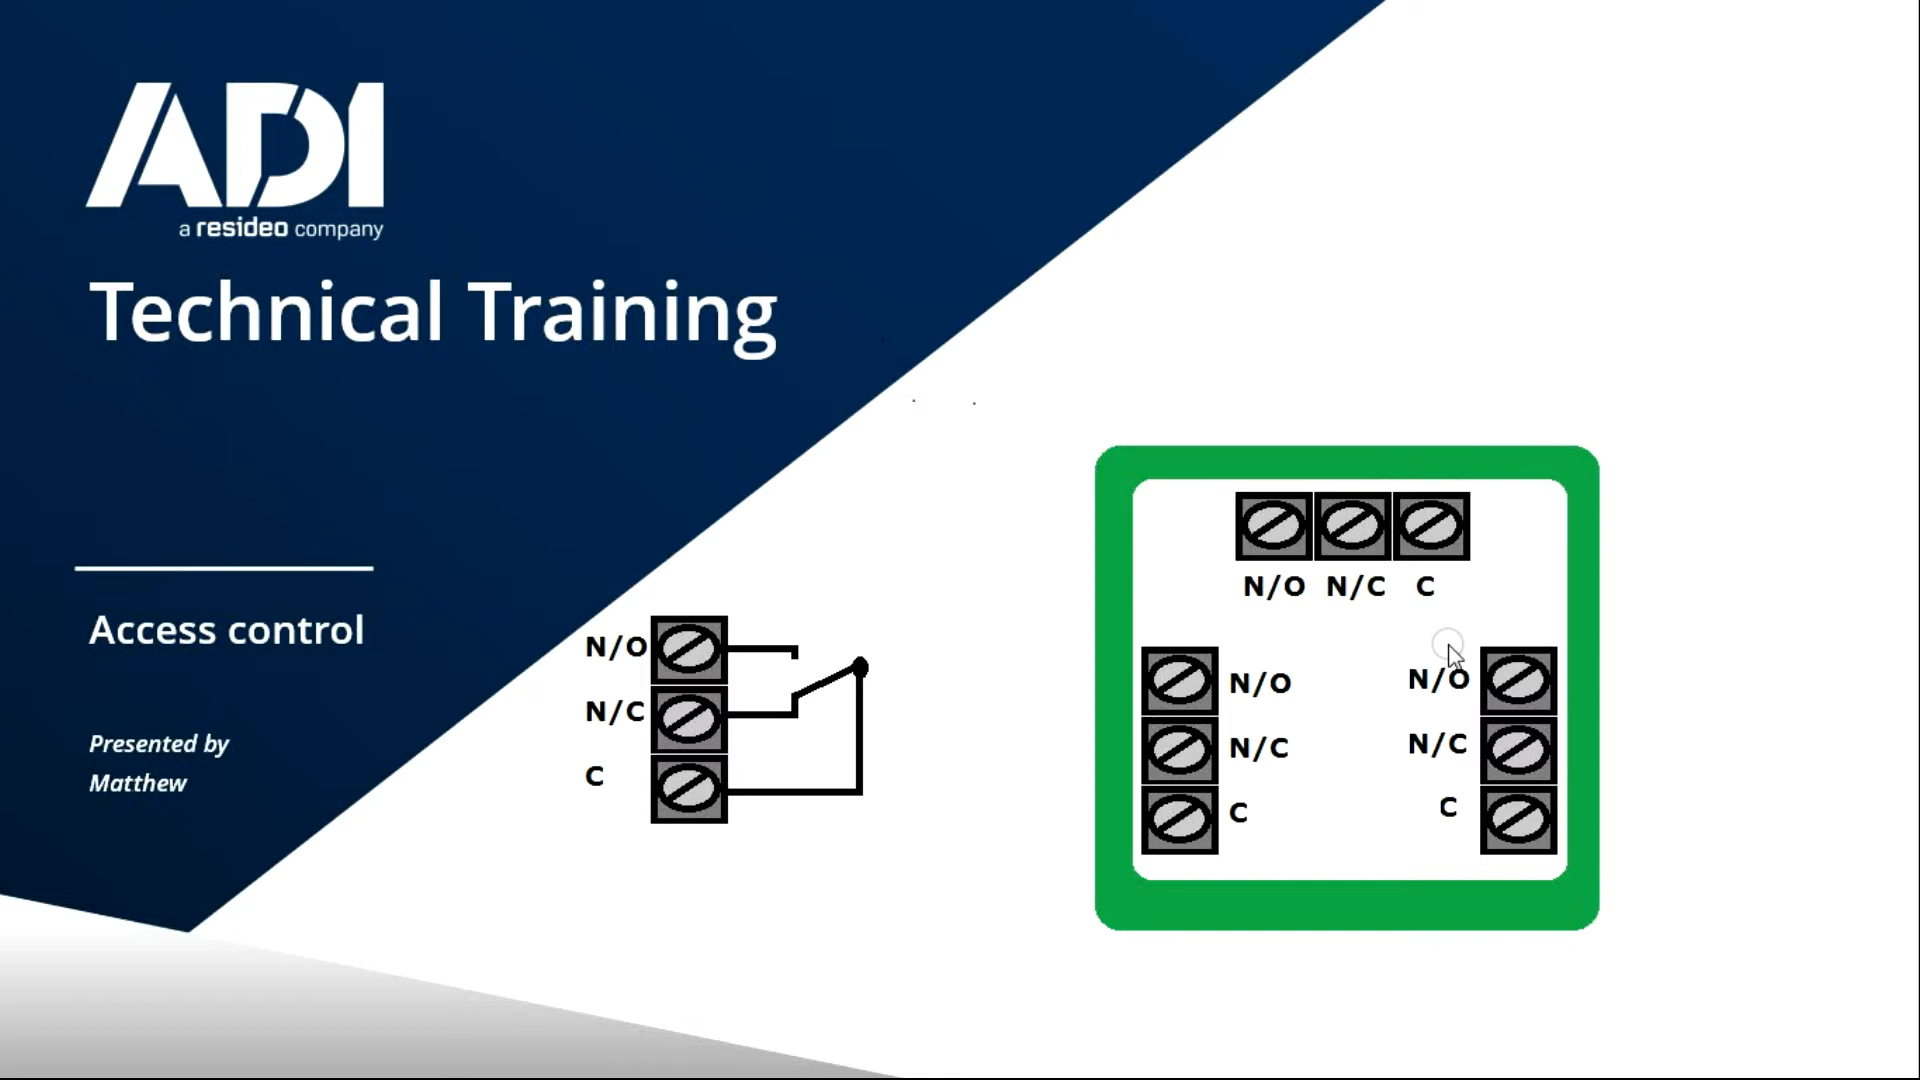 ADI
a resideo company
Technical Training
Access control
Presented by
Matthew
N/O
N/C
C
N/O N/C C
N/O
N/C
C
N/O
N/C
C